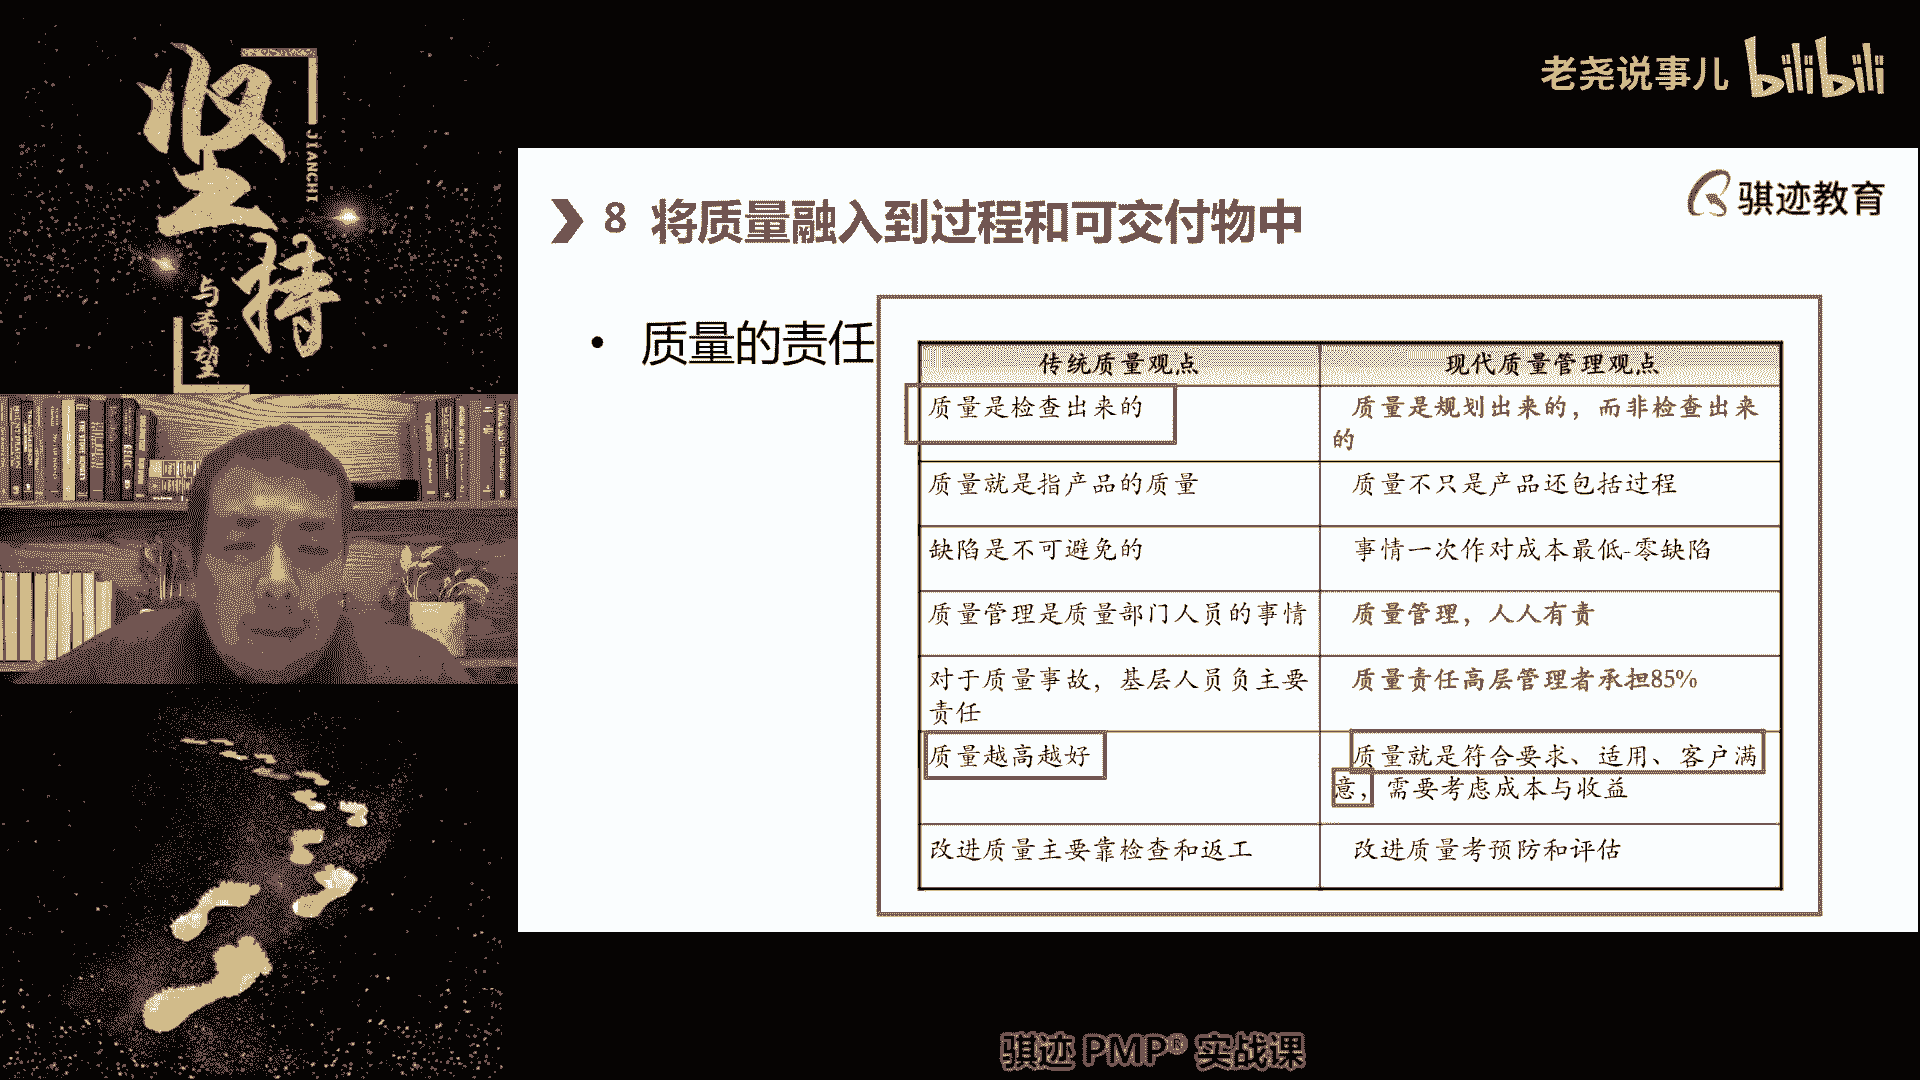 坚持
JIANCHI
与希望
老尧说事儿 bilibili
骐迹教育
8 将质量融入到过程和可交付物中
• 质量的责任
传统质量观点
现代质量管理观点
质量是检查出来的
质量是规划出来的，而非检查出来
的
质量就是指产品的质量
质量不只是产品还包括过程
缺陷是不可避免的
事情一次作对成本最低-零缺陷
质量管理是质量部门人员的事情
质量管理，人人有责
对于质量事故，基层人员负主要
责任
质量责任高层管理者承担85%
质量越高越好
质量就是符合要求、适用、客户满
意，需要考虑成本与收益
改进质量主要靠检查和返工
改进质量考预防和评估
骐迹 PMP® 实战课